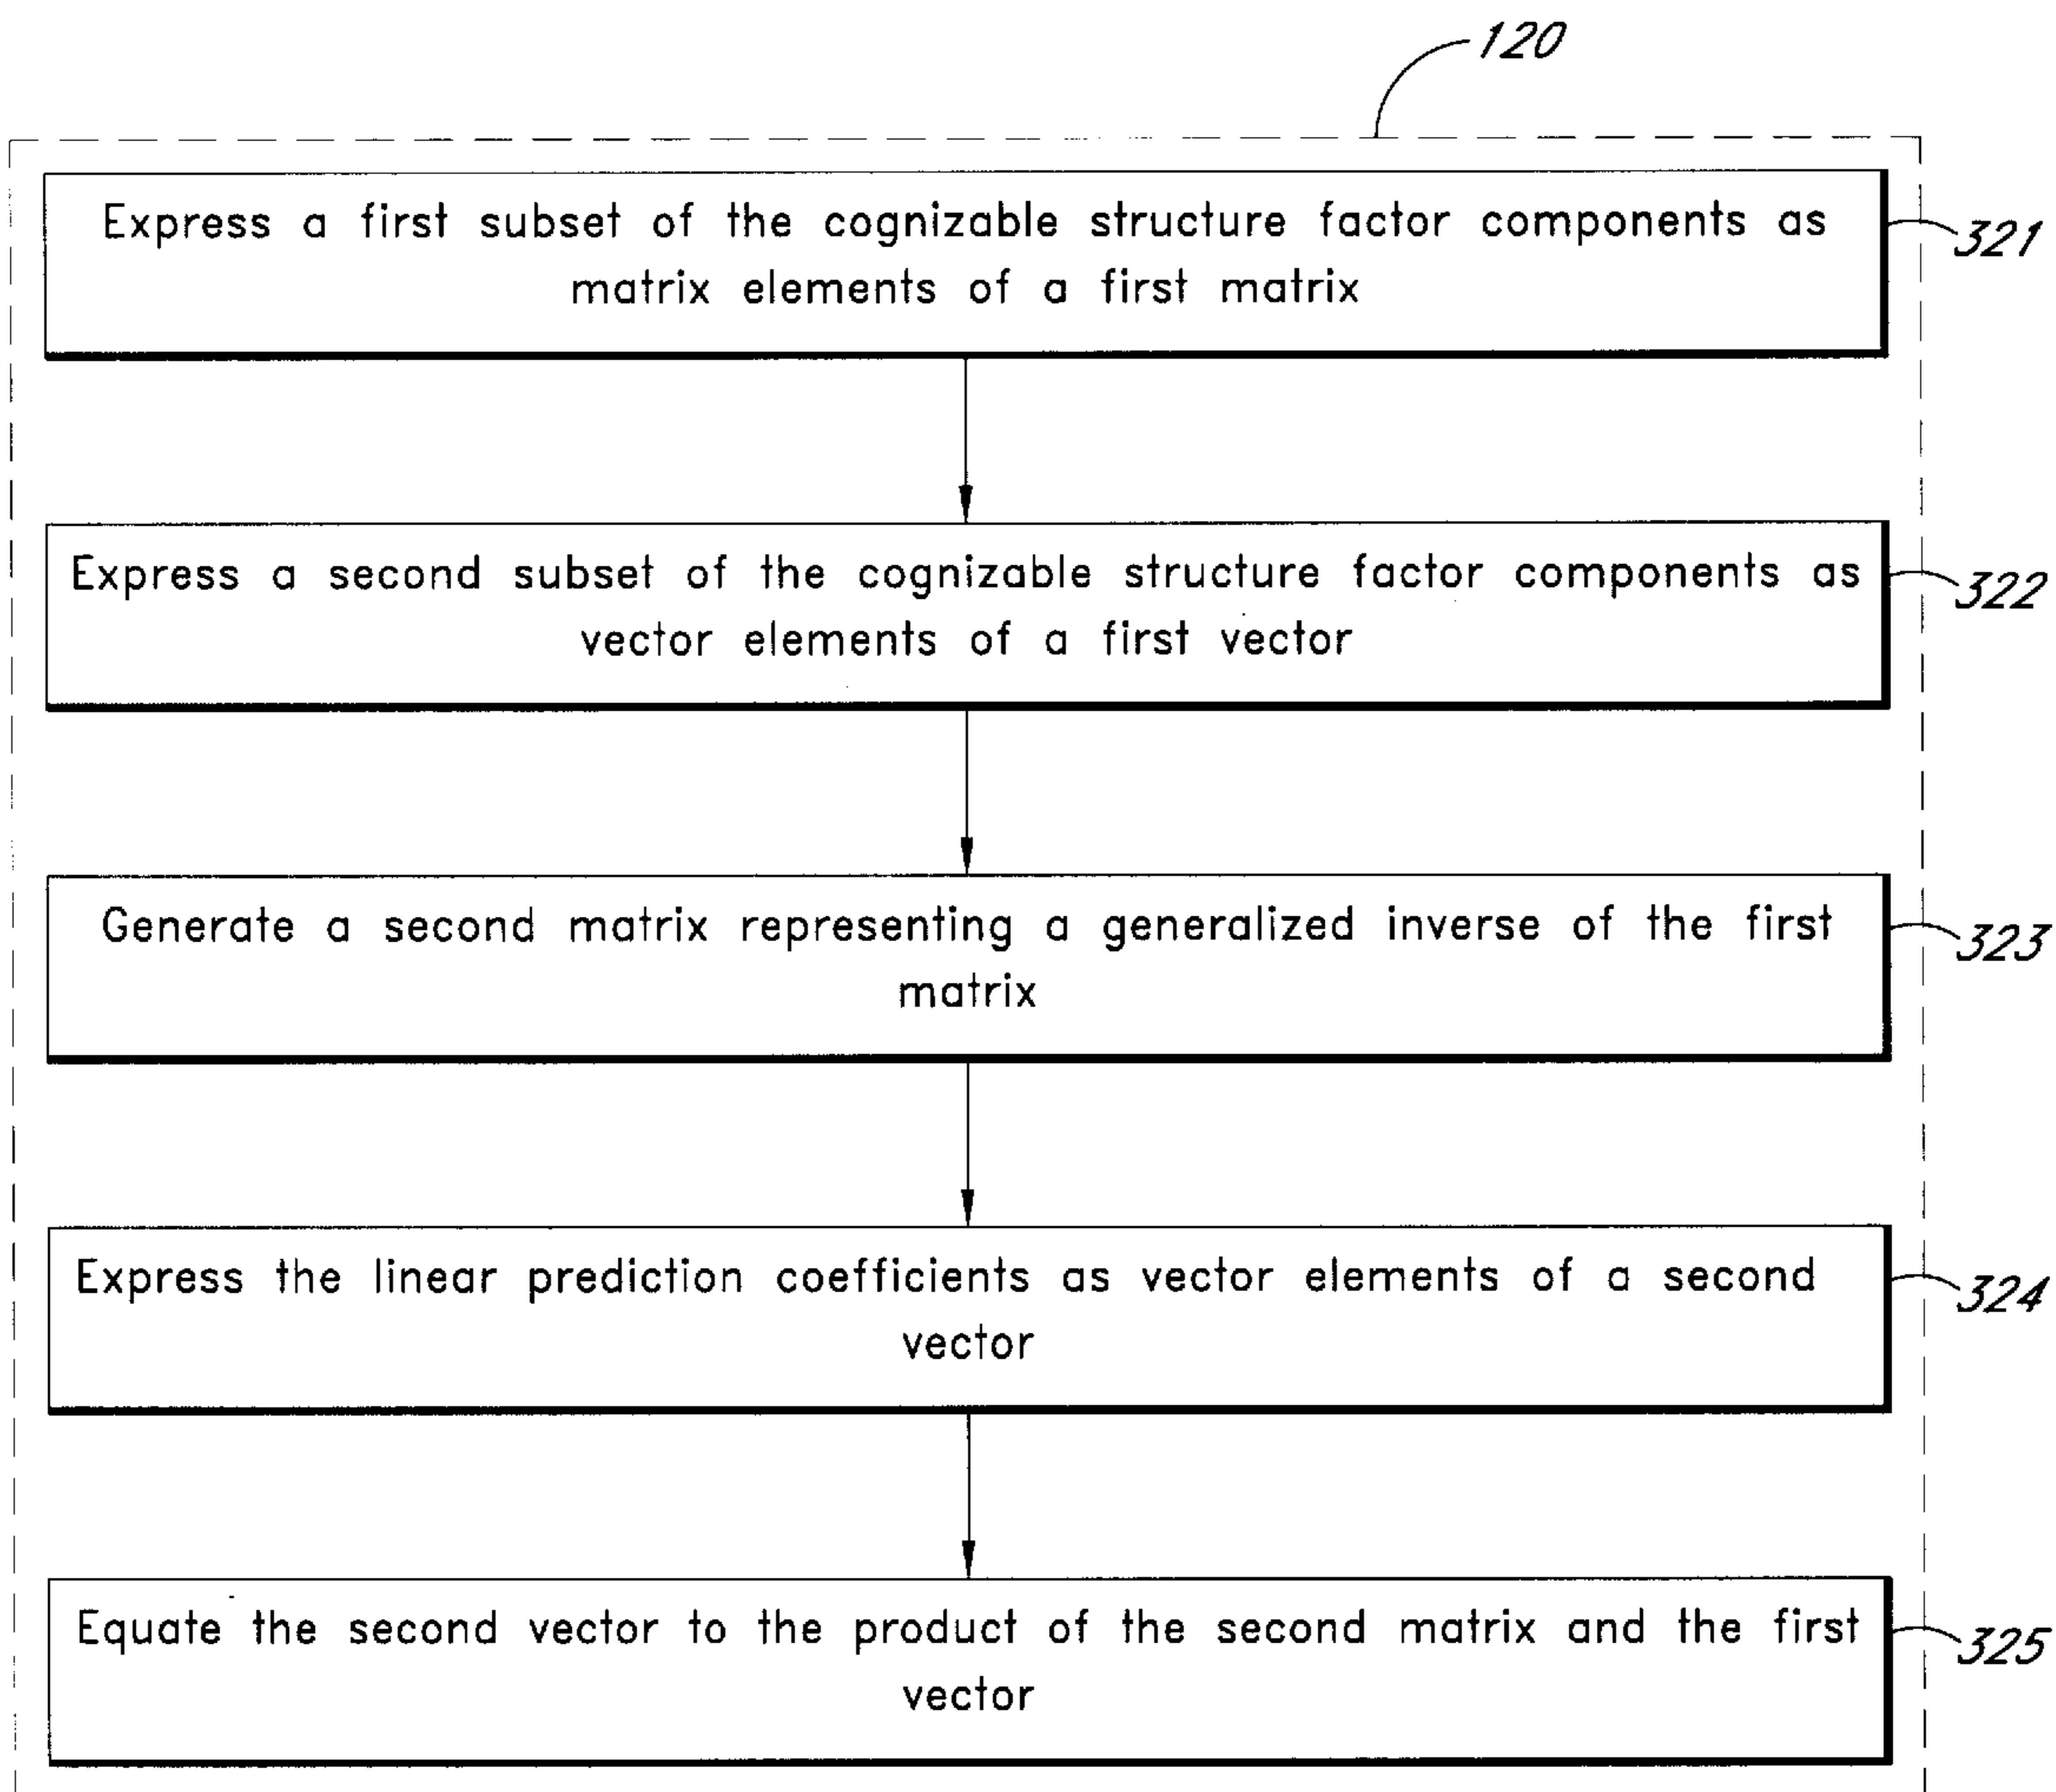 120
Express a first subset of the cognizable structure factor components as
matrix elements of a first matrix
321
Express a second subset of the cognizable structure factor components as
vector elements of a first vector
322
Generate a second matrix representing a generalized inverse of the first
matrix
323
Express the linear prediction coefficients as vector elements of a second
vector
324
Equate the second vector to the product of the second matrix and the first
vector
325